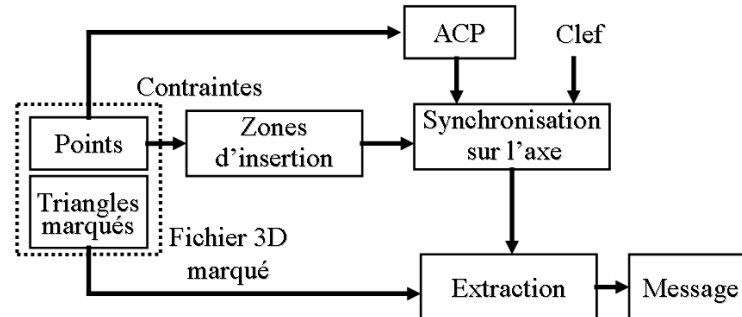 ACP
Clef
Contraintes
Points
Zones
d'insertion
Synchronisation
sur l'axe
Triangles
marqués
Fichier 3D
marqué
Extraction
Message